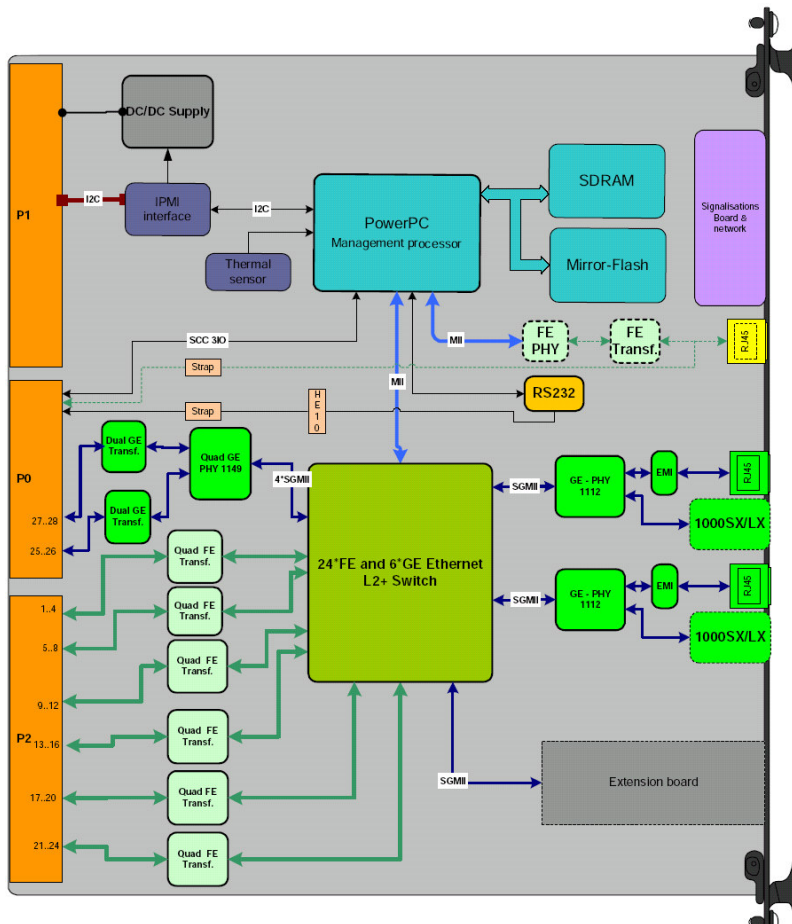 DC/DC Supply
P1
I2C
IPMI
interface
I2C
Thermal
sensor
PowerPC
Management processor
SDRAM
Mirror-Flash
Signalisations
Board &
network
SCC 3IO
MII
MII
FE
PHY
FE
Transf.
RJ45
Strap
Strap
HE10
RS232
P0
Dual GE
Transf.
Quad GE
PHY 1149
4*SGMII
Dual GE
Transf.
27..28
25..26
24*FE and 6*GE Ethernet
L2+ Switch
SGMII
GE - PHY
1112
EMI
RJ45
1000SX/LX
SGMII
GE - PHY
1112
EMI
RJ45
1000SX/LX
P2
1..4
Quad FE
Transf.
5..8
Quad FE
Transf.
9..12
Quad FE
Transf.
13..16
Quad FE
Transf.
17..20
Quad FE
Transf.
21..24
Quad FE
Transf.
SGMII
Extension board